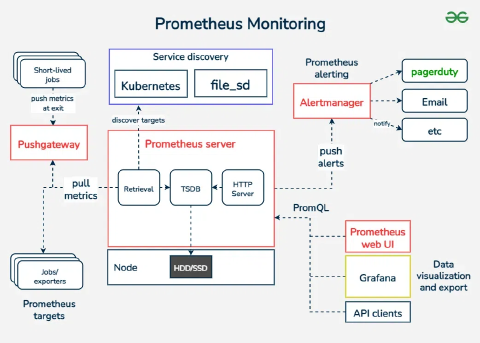 Prometheus Monitoring
Short-lived
jobs
push metrics
at exit
Pushgateway
pull
metrics
Jobs/
exporters
Prometheus
targets
Service discovery
Kubernetes
file_sd
discover targets
Prometheus server
Retrieval
TSDB
HTTP
Server
Node
HDD/SSD
Prometheus
alerting
Alertmanager
push
alerts
notify
pagerduty
Email
etc
PromQL
Prometheus
web UI
Grafana
API clients
Data
visualization
and export